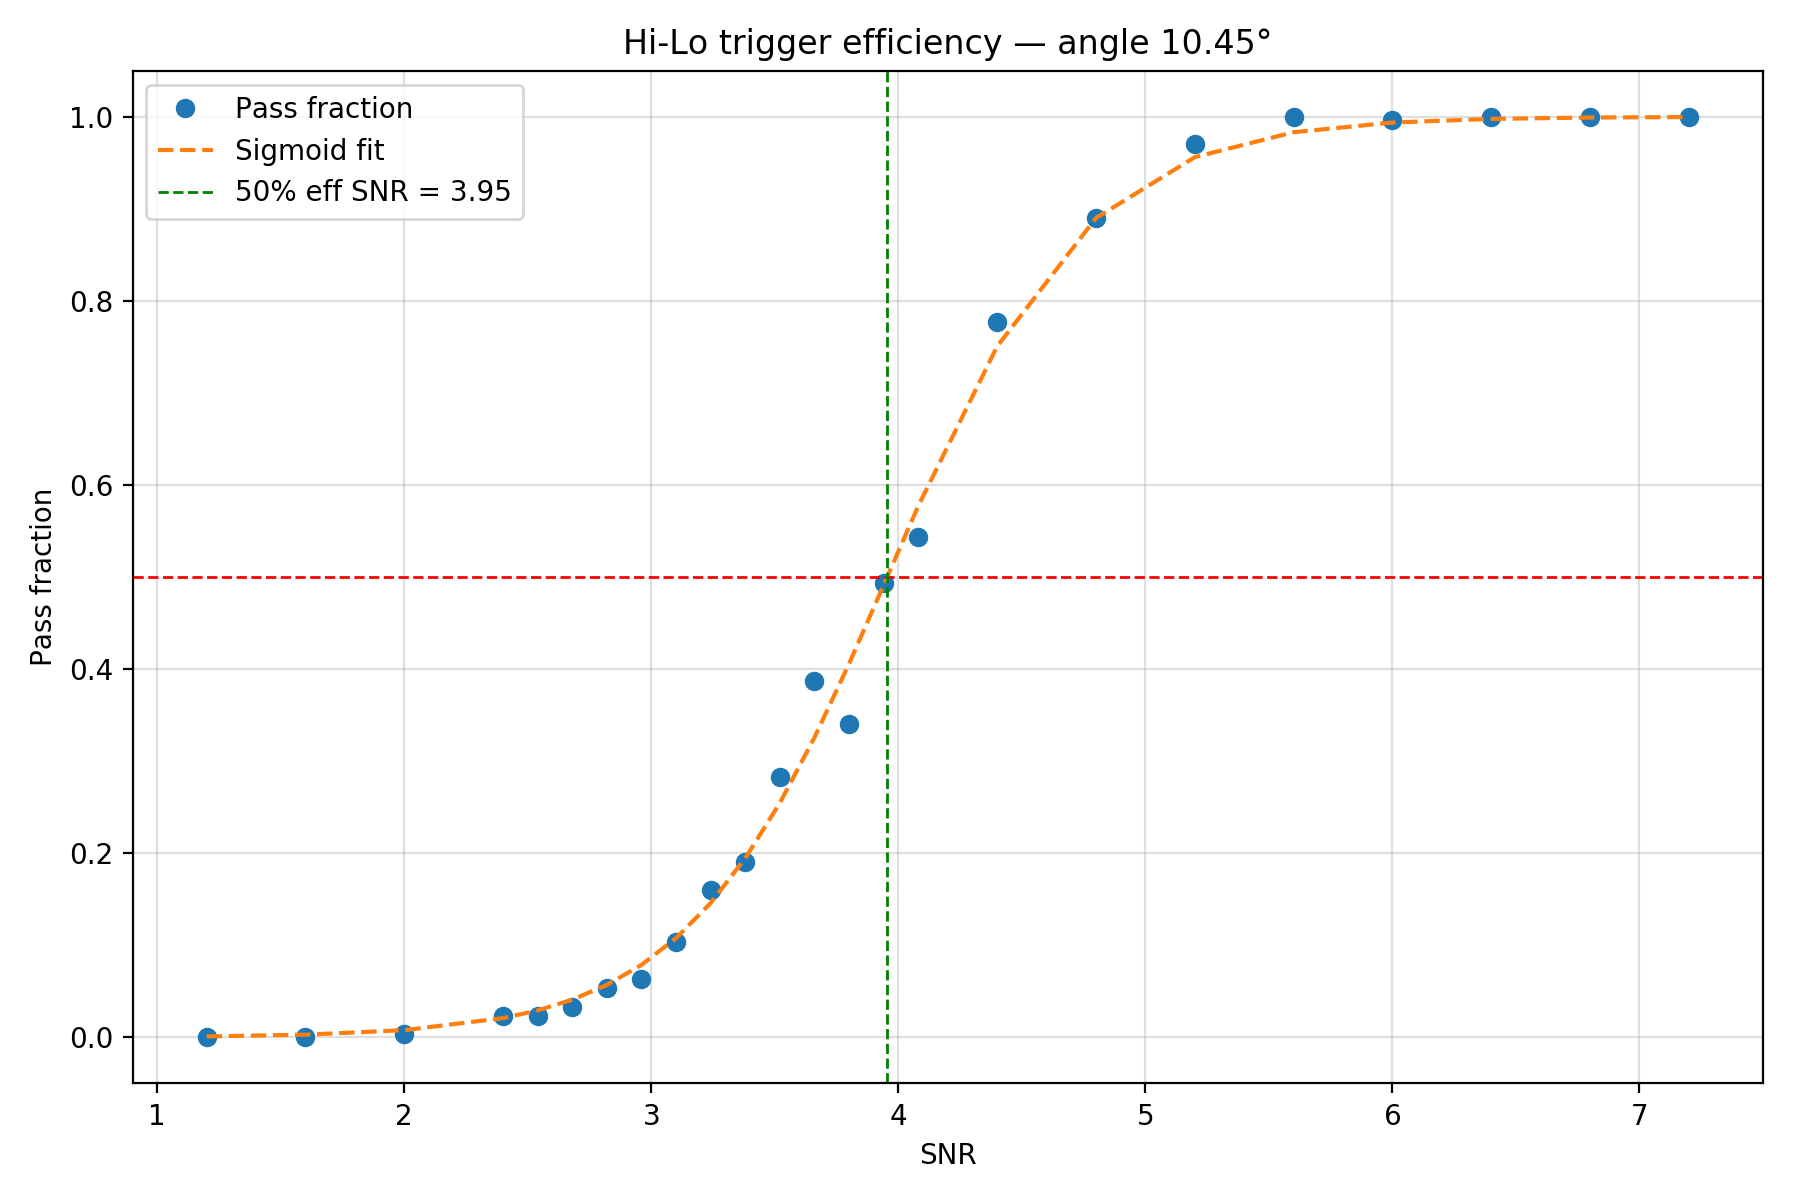 Hi-Lo trigger efficiency — angle 10.45°
Pass fraction
Sigmoid fit
50% eff SNR = 3.95
1.0
0.8
0.6
0.4
0.2
0.0
Pass fraction
1 2 3 4 5 6 7
SNR